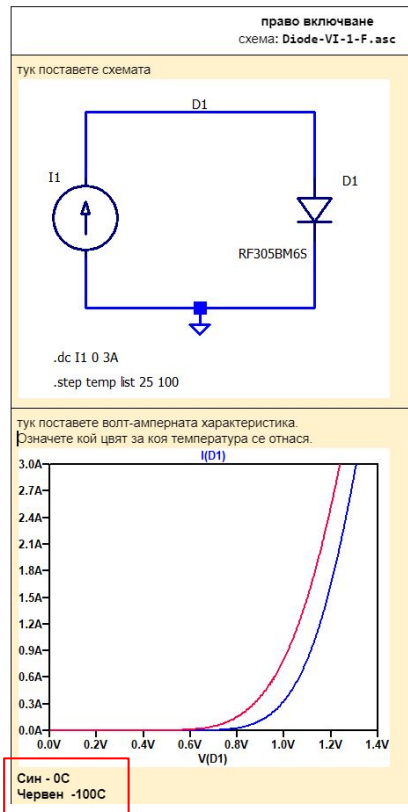 право включване
схема: Diode-VI-1-F.asc
тук поставете схемата
D1
I1
D1
RF305BM6S
.dc I1 0 3A
.step temp list 25 100
тук поставете волт-амперната характеристика.
Означете кой цвят за коя температура се отнася.
I(D1)
3.0A
2.7A
2.4A
2.1A
1.8A
1.5A
1.2A
0.9A
0.6A
0.3A
0.0A
0.0V 0.2V 0.4V 0.6V 0.8V 1.0V 1.2V 1.4V
V(D1)
Син - 0C
Червен -100C